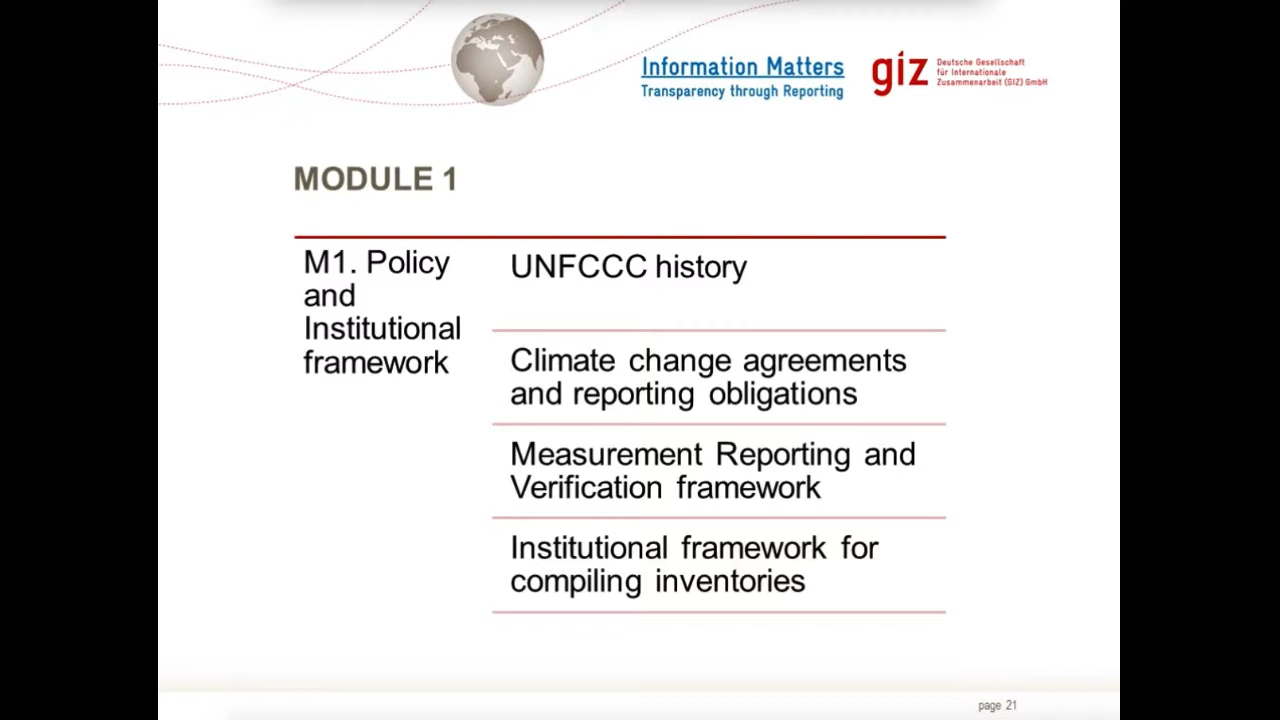 Information Matters
Transparency through Reporting
giz
Deutsche Gesellschaft
für Internationale
Zusammenarbeit (GIZ) GmbH
MODULE 1
M1. Policy
and
Institutional
framework
UNFCCC history
Climate change agreements
and reporting obligations
Measurement Reporting and
Verification framework
Institutional framework for
compiling inventories
page 21